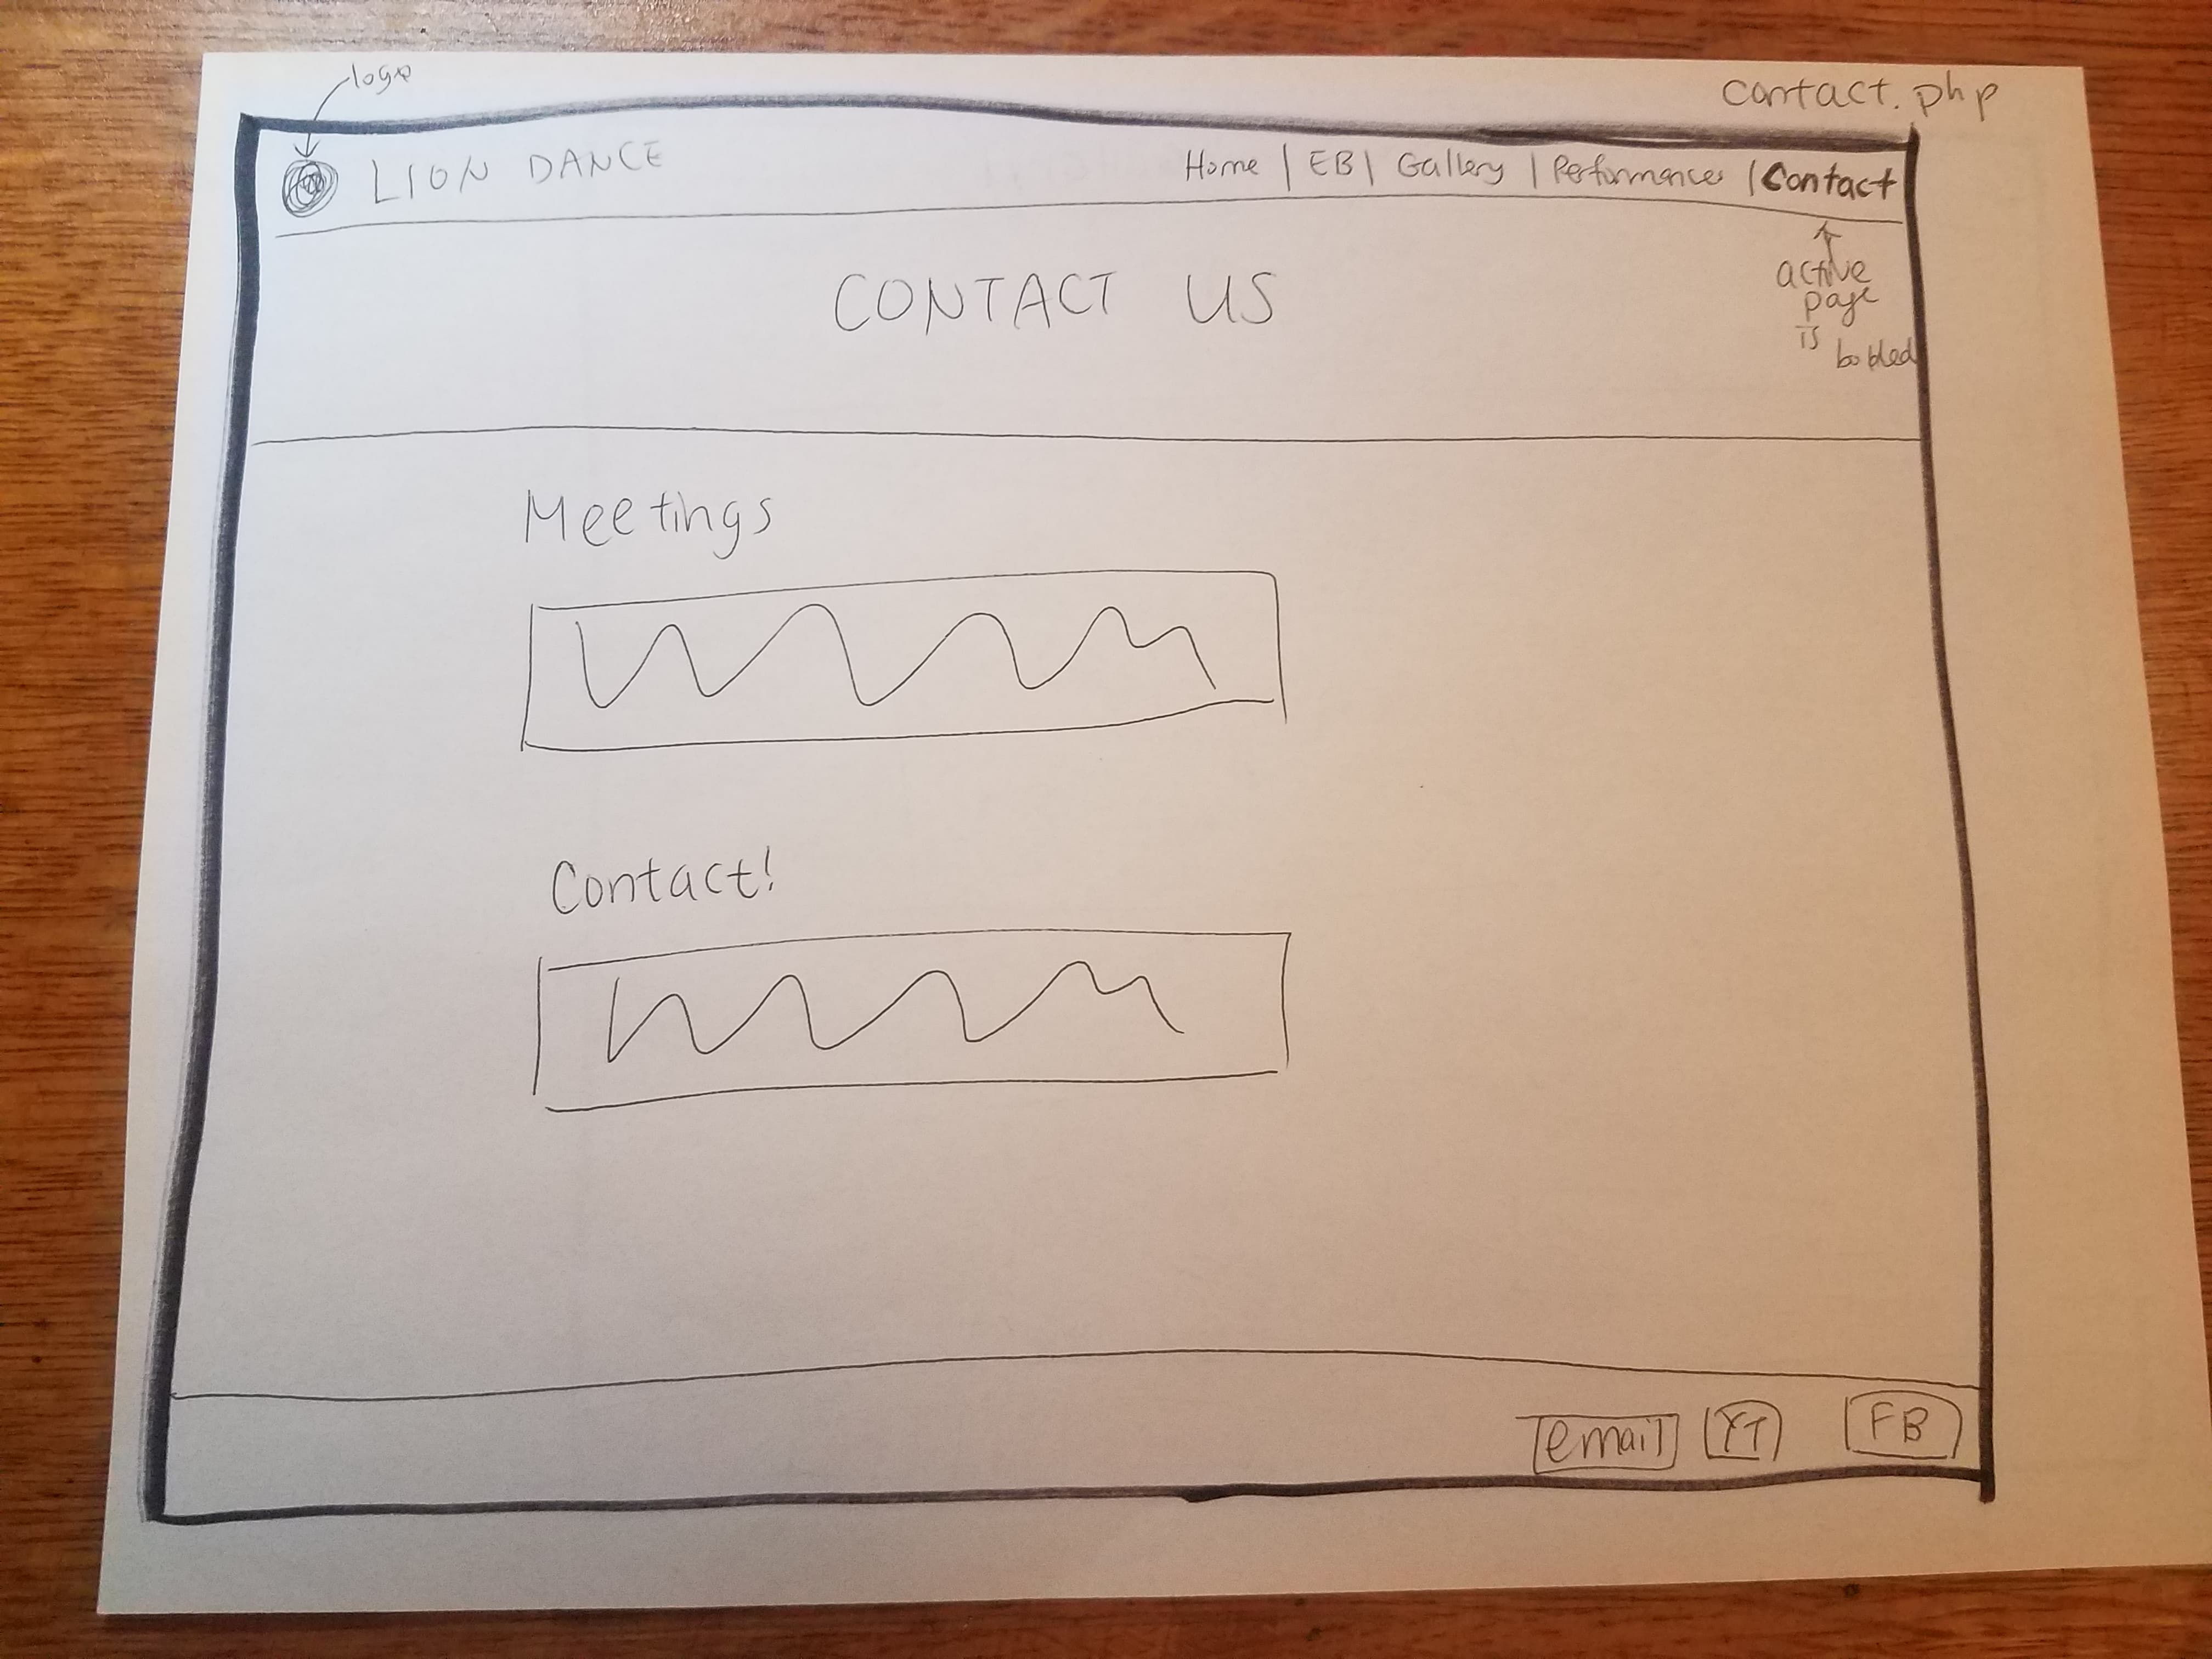 logo
contact.php
LION DANCE
Home | EB | Gallery | Performances | Contact
active
page
is
bolded
CONTACT US
Meetings
Contact!
email YT FB